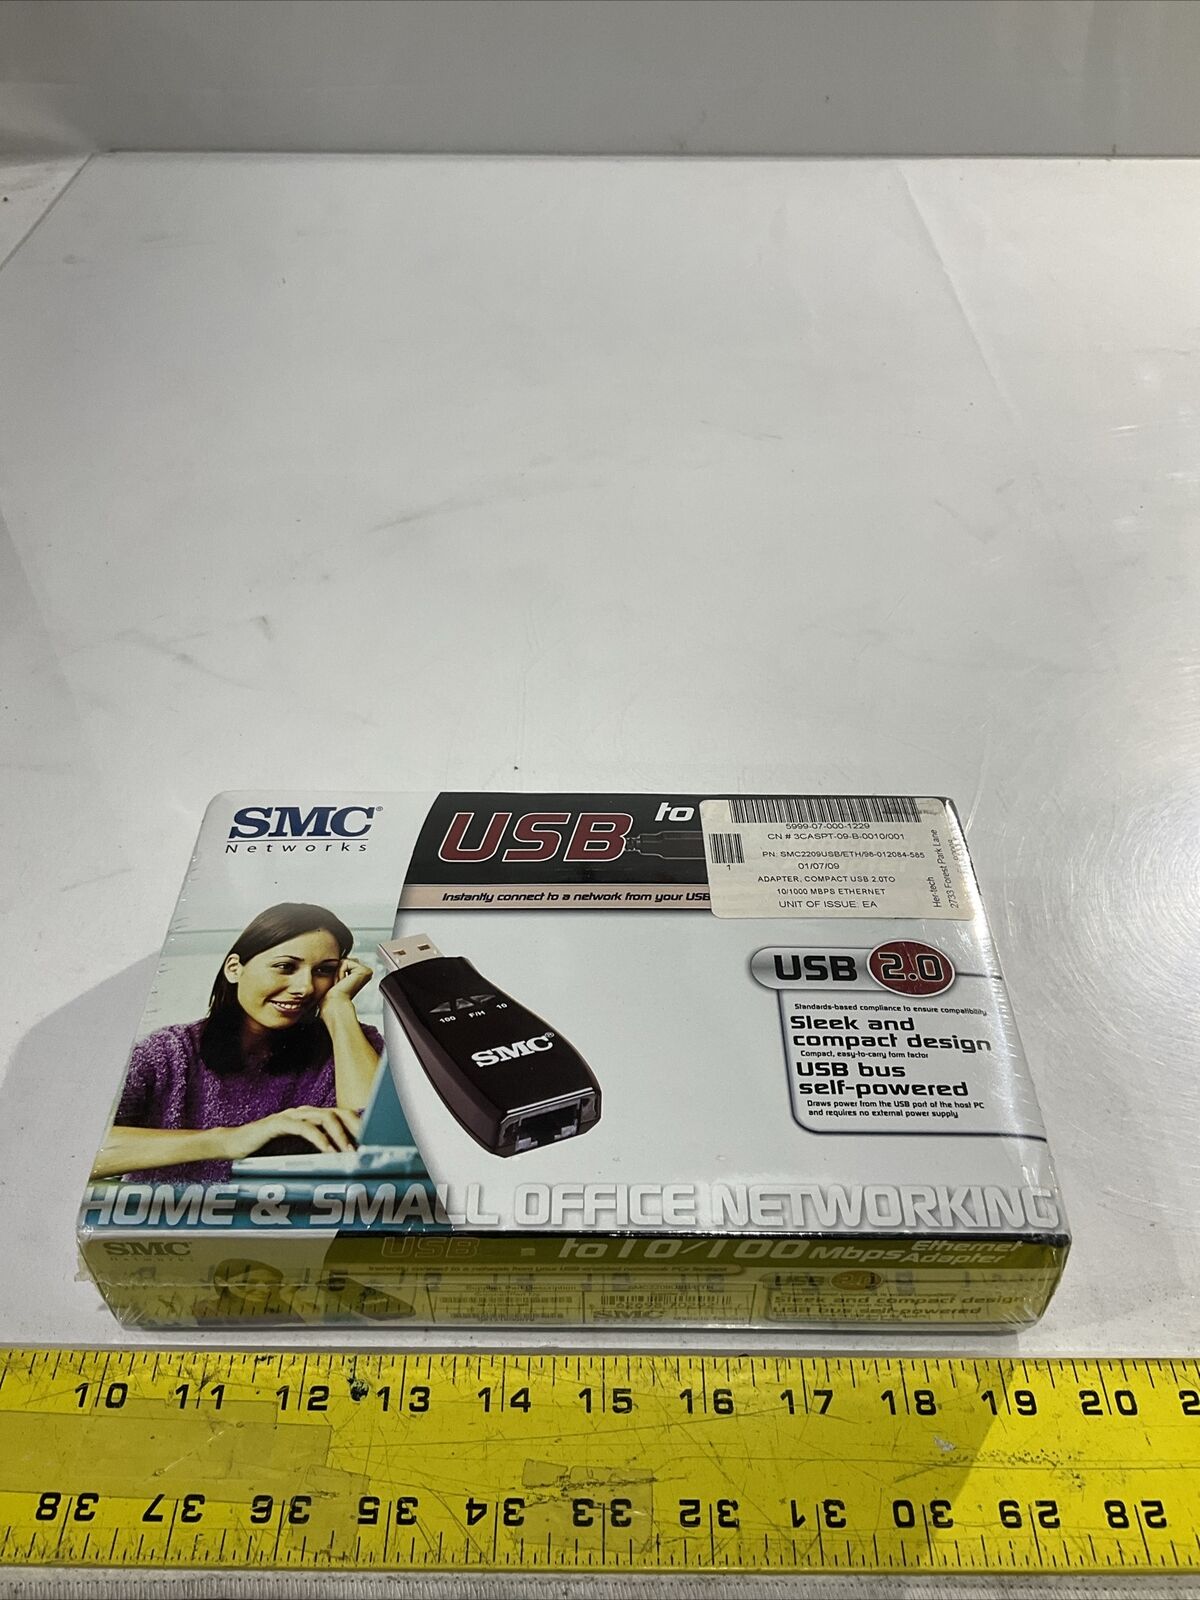 SMC®
Networks
USB to
Instantly connect to a network from your USB
5999-07-000-1229
CN # 3CASPT-09-B-0010/001
PN: SMC2209USB/ETH/98-012084-585
1
01/07/09
ADAPTER, COMPACT USB 2.0TO
10/1000 MBPS ETHERNET
UNIT OF ISSUE: EA
Her-tech
2733 Forest Park Lane
USB 2.0
Standards-based compliance to ensure compatibility
Sleek and
compact design
Compact, easy-to-carry form factor
USB bus
self-powered
Draws power from the USB port of the host PC
and requires no external power supply
100 F/H 10
SMC®
HOME & SMALL OFFICE NETWORKING
SMC
Networks
USB to 10/100 Mbps Ethernet
Adapter
USB 2.0
Sleek and compact design
USB bus self-powered
SMC
10 11 12 13 14 15 16 17 18 19 20
38 37 36 35 34 33 32 31 30 29 28